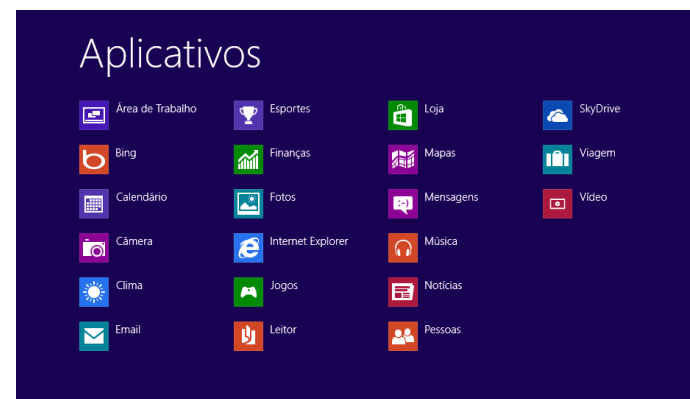 Aplicativos
Área de Trabalho
Bing
Calendário
Câmera
Clima
Email
Esportes
Finanças
Fotos
Internet Explorer
Jogos
Leitor
Loja
Mapas
Mensagens
Música
Notícias
Pessoas
SkyDrive
Viagem
Vídeo